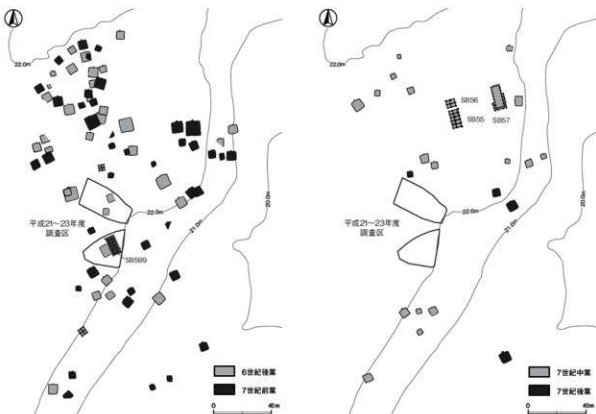 22.0m
平成21～23年度
調査区
22.0m
21.0m
20.0m
SB599
6世紀後葉
7世紀前葉
0
40m
22.0m
SB56
SB55
SB57
平成21～23年度
調査区
22.0m
21.0m
20.0m
7世紀中葉
7世紀後葉
0
40m